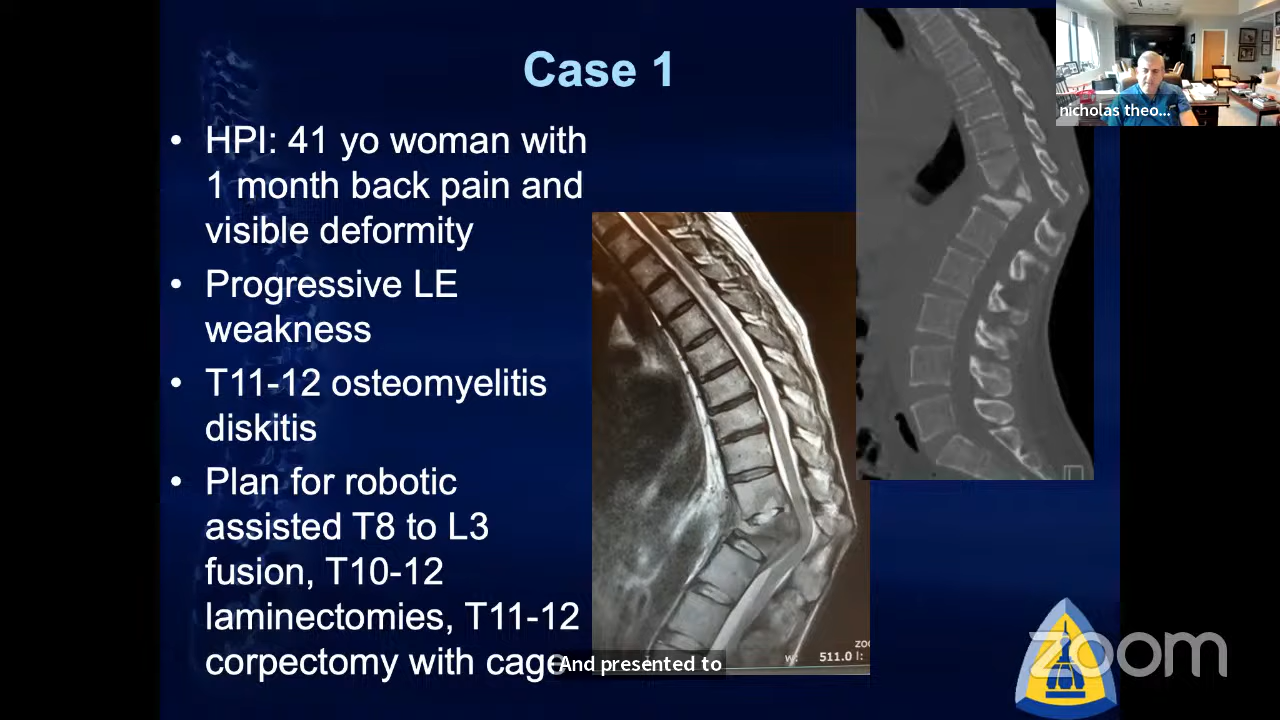 Case 1
• HPI: 41 yo woman with
1 month back pain and
visible deformity
• Progressive LE
weakness
• T11-12 osteomyelitis
diskitis
• Plan for robotic
assisted T8 to L3
fusion, T10-12
laminectomies, T11-12
corpectomy with cage
And presented to
nicholas theo...
zoom
511.0 l: